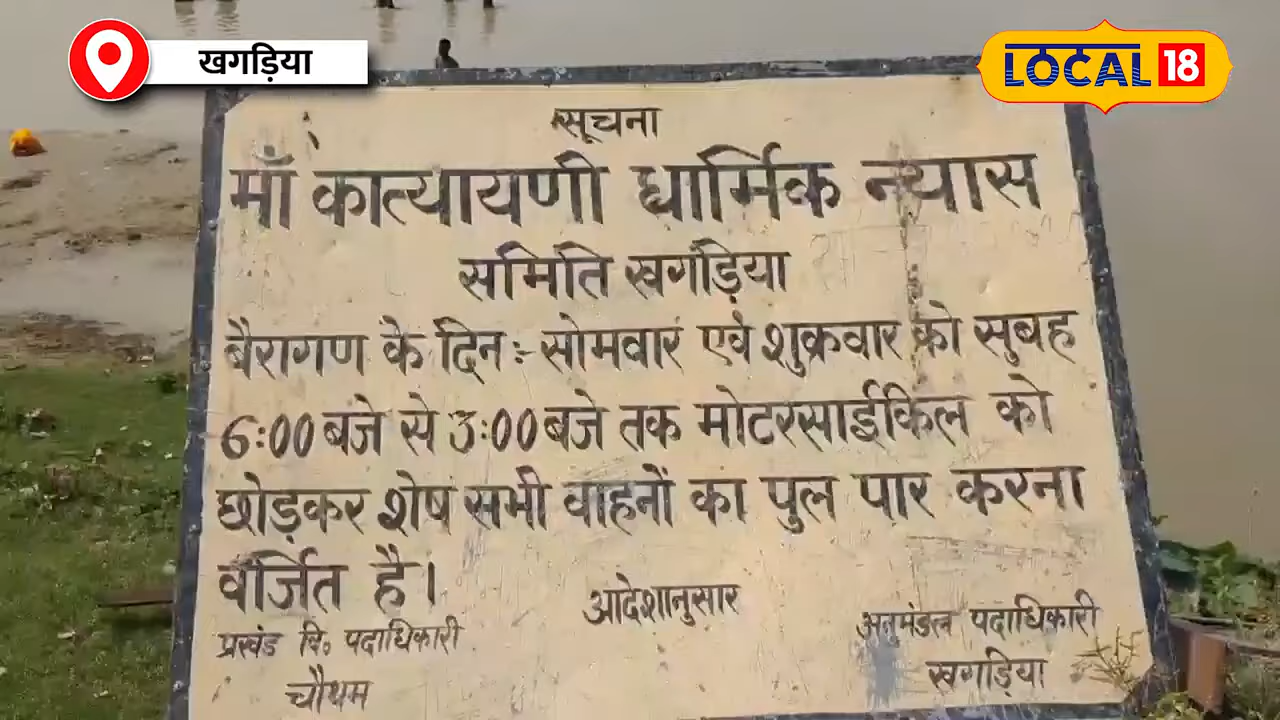 खगड़िया
LOCAL 18
सूचना
माँ कात्यायणी धार्मिक न्यास
समिति खगड़िया
बैरागण के दिन:- सोमवार एवं शुक्रवार को सुबह
6:00 बजे से 3:00 बजे तक मोटरसाईकिल को
छोड़कर शेष सभी वाहनों का पुल पार करना
वर्जित है।
आदेशानुसार
प्रखंड वि० पदाधिकारी
चौथम
अनुमंडल पदाधिकारी
खगड़िया